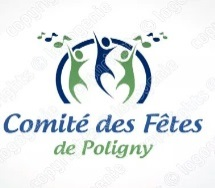 Comité des Fêtes
de Poligny